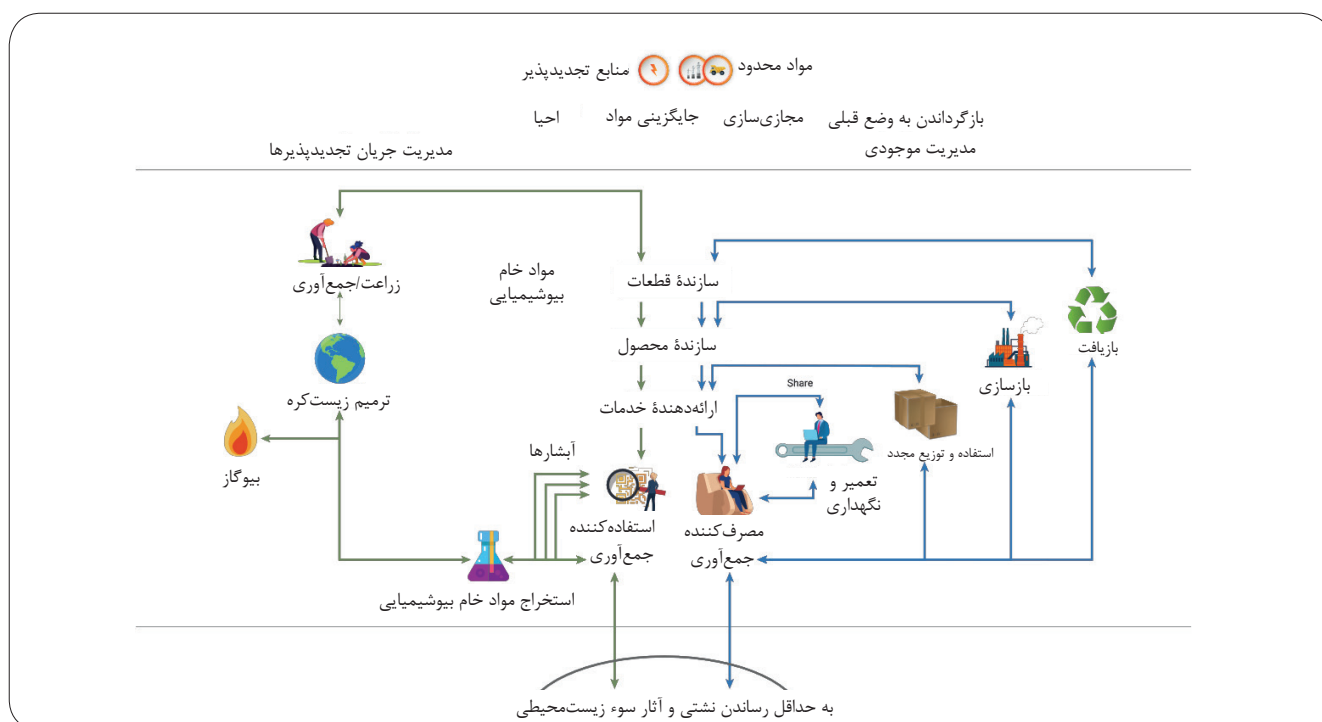 مواد محدود منابع تجدیدپذیر
بازگرداندن به وضع قبلی مجازی‌سازی جایگزینی مواد احیا
مدیریت موجودی مدیریت جریان تجدیدپذیرها
زراعت/جمع‌آوری
مواد خام
بیوشیمیایی
سازندهٔ قطعات
سازندهٔ محصول
بازیافت
بازسازی
ترمیم زیست‌کره
ارائه‌دهندهٔ خدمات
Share
استفاده و توزیع مجدد
بیوگاز
آبشارها
تعمیر و
نگهداری
مصرف‌کننده
جمع‌آوری
استفاده‌کننده
جمع‌آوری
استخراج مواد خام بیوشیمیایی
به حداقل رساندن نشتی و آثار سوء زیست‌محیطی